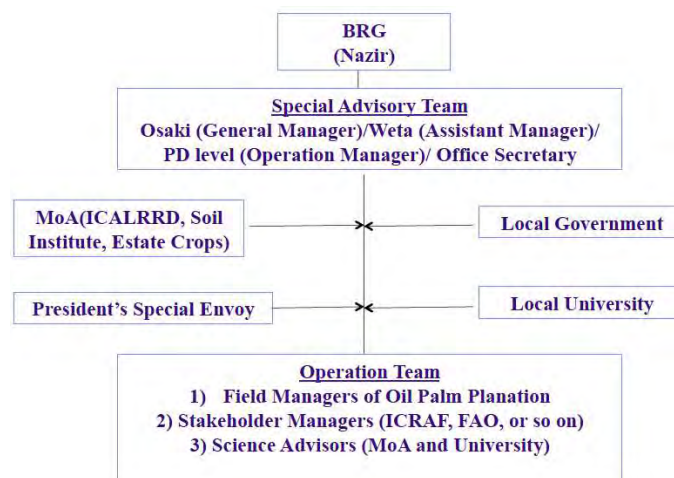 BRG
(Nazir)
Special Advisory Team
Osaki (General Manager)/Weta (Assistant Manager)/
PD level (Operation Manager)/ Office Secretary
MoA(ICALRRD, Soil
Institute, Estate Crops)
Local Government
President's Special Envoy
Local University
Operation Team
1) Field Managers of Oil Palm Planation
2) Stakeholder Managers (ICRAF, FAO, or so on)
3) Science Advisors (MoA and University)